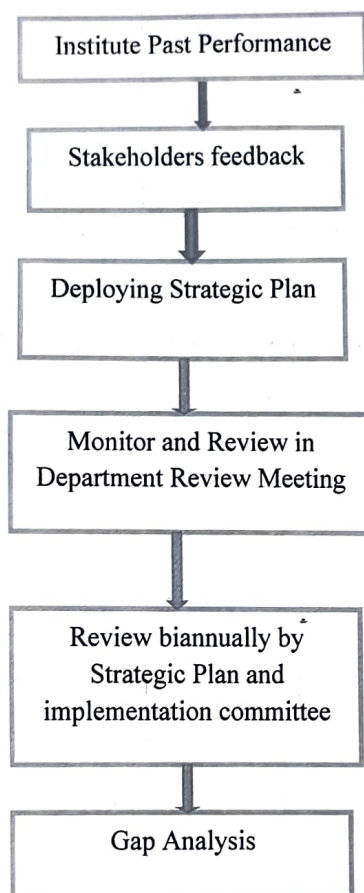 Institute Past Performance
Stakeholders feedback
Deploying Strategic Plan
Monitor and Review in
Department Review Meeting
Review biannually by
Strategic Plan and
implementation committee
Gap Analysis